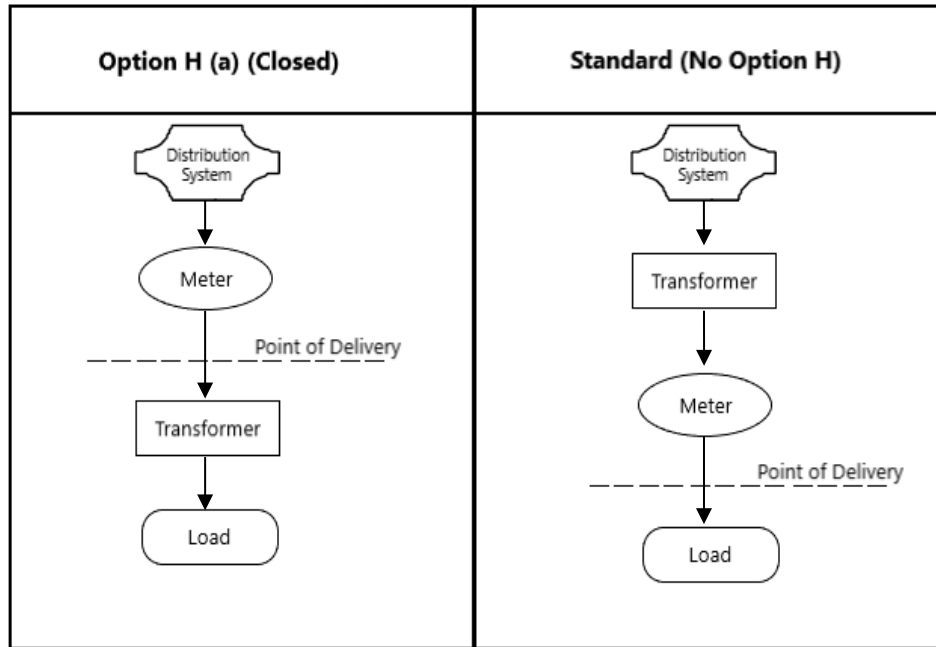 Option H (a) (Closed)
Standard (No Option H)
Distribution
System
Meter
Point of Delivery
Transformer
Load
Distribution
System
Transformer
Meter
Point of Delivery
Load